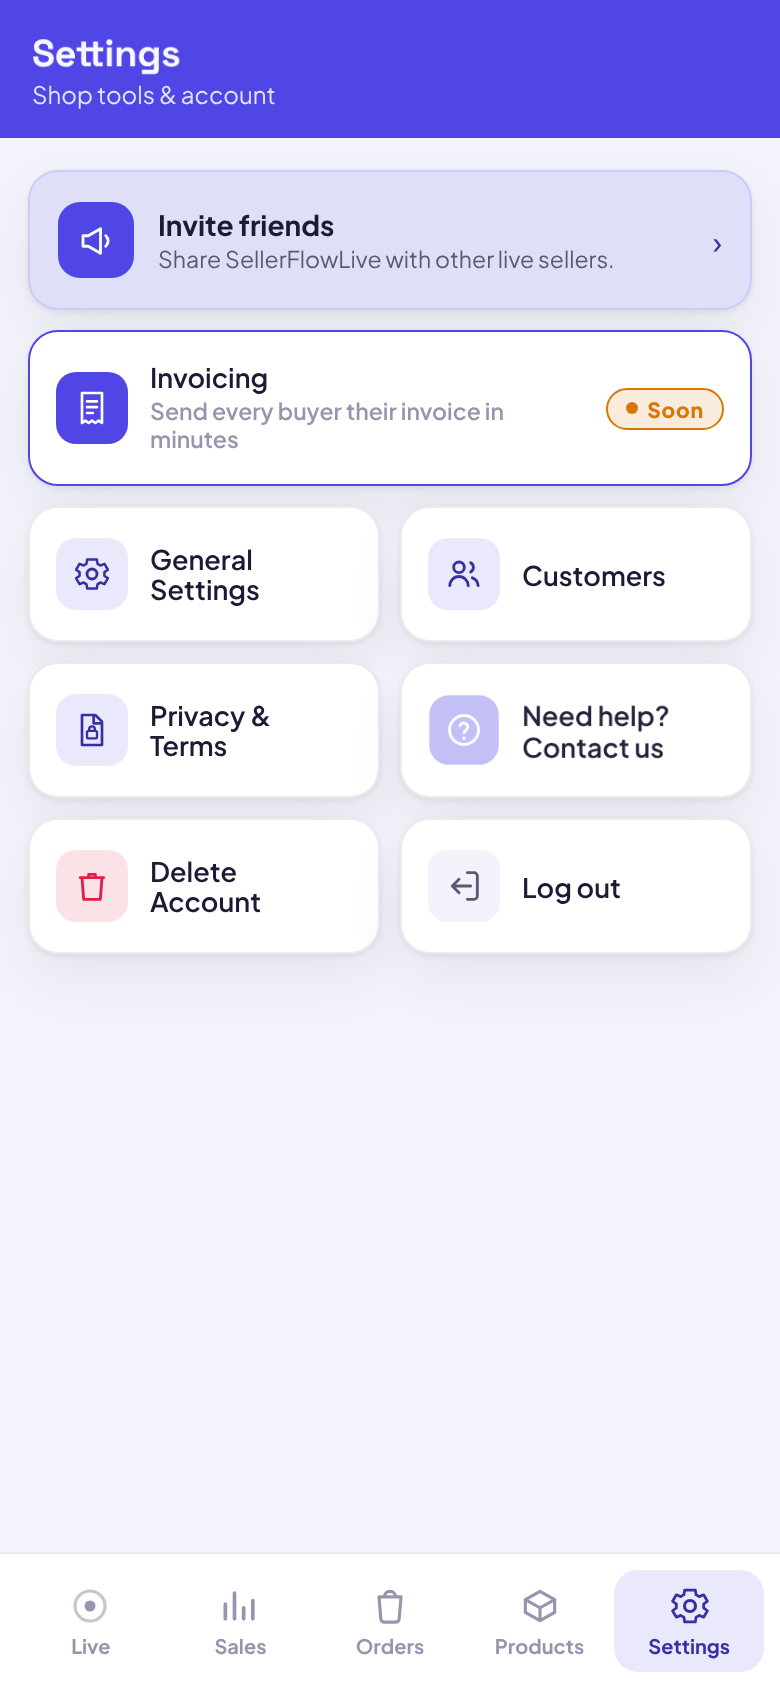 Settings
Shop tools & account
Invite friends
Share SellerFlowLive with other live sellers.
Invoicing
Send every buyer their invoice in
minutes
Soon
General
Settings
Customers
Privacy &
Terms
Need help?
Contact us
Delete
Account
Log out
Live
Sales
Orders
Products
Settings